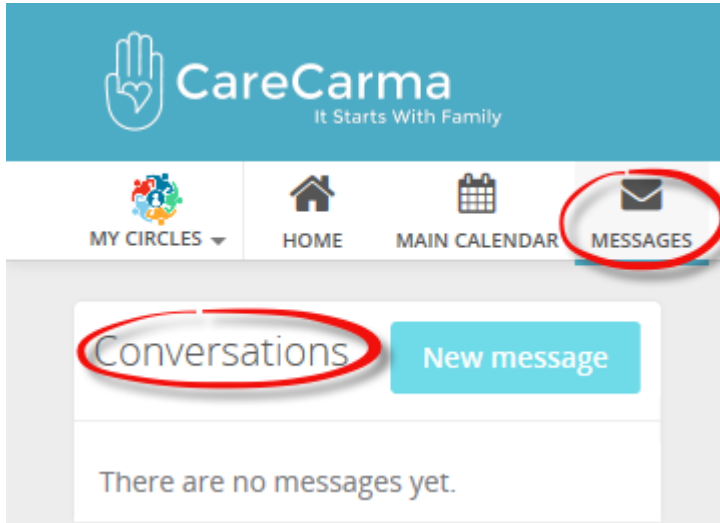 CareCarma
It Starts With Family
MY CIRCLES HOME MAIN CALENDAR MESSAGES
Conversations New message
There are no messages yet.